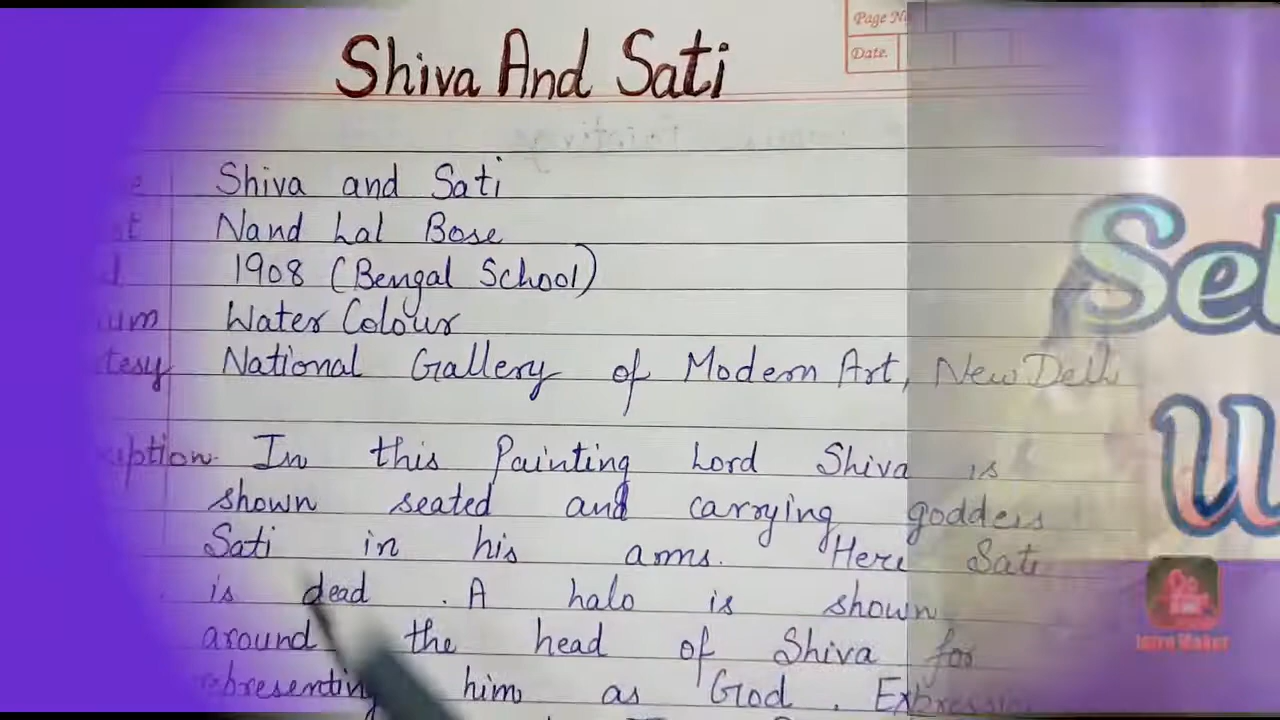 Page No
Date.
Shiva And Sati
Shiva and Sati
Nand Lal Bose
1908 (Bengal School)
Water Colour
National Gallery of Modern Art, New Delhi
In this Painting Lord Shiva is
shown seated and carrying goddess
Sati in his arms. Here Sati
is dead. A halo is shown
around the head of Shiva for
representing him as God.
Intro Maker